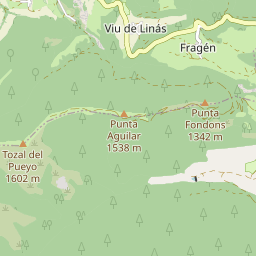 Viu de Linás
Fragén
Punta
Aguilar
1538 m
Punta
Fondons
1342 m
Tozal del
Pueyo
1602 m